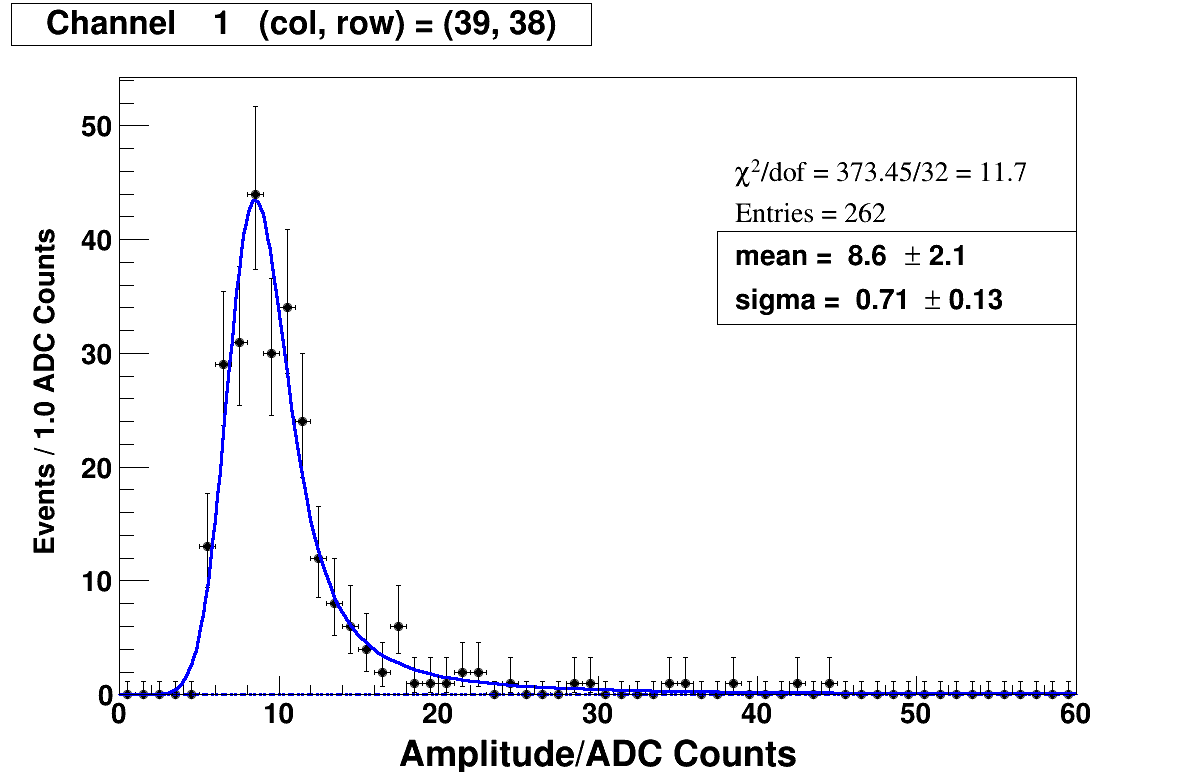 Channel 1 (col, row) = (39, 38)
50
40
30
20
10
0
Events / 1.0 ADC Counts
χ²/dof = 373.45/32 = 11.7
Entries = 262
mean = 8.6 ± 2.1
sigma = 0.71 ± 0.13
0 10 20 30 40 50 60
Amplitude/ADC Counts